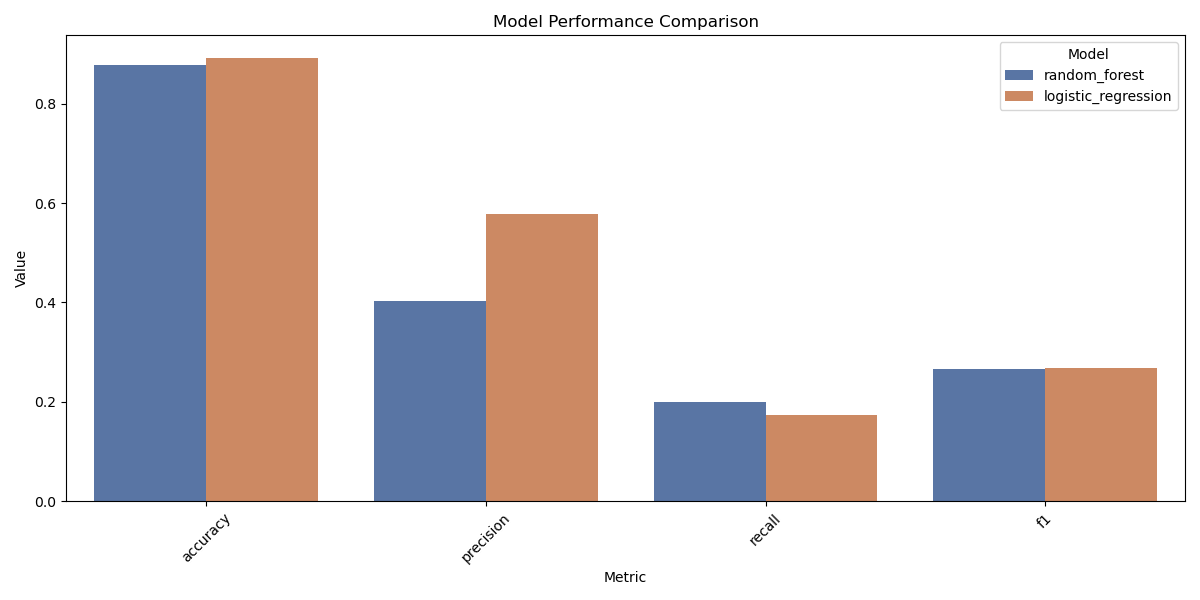 Model Performance Comparison
Model
random_forest
logistic_regression
Value
0.8
0.6
0.4
0.2
0.0
accuracy
precision
recall
f1
Metric